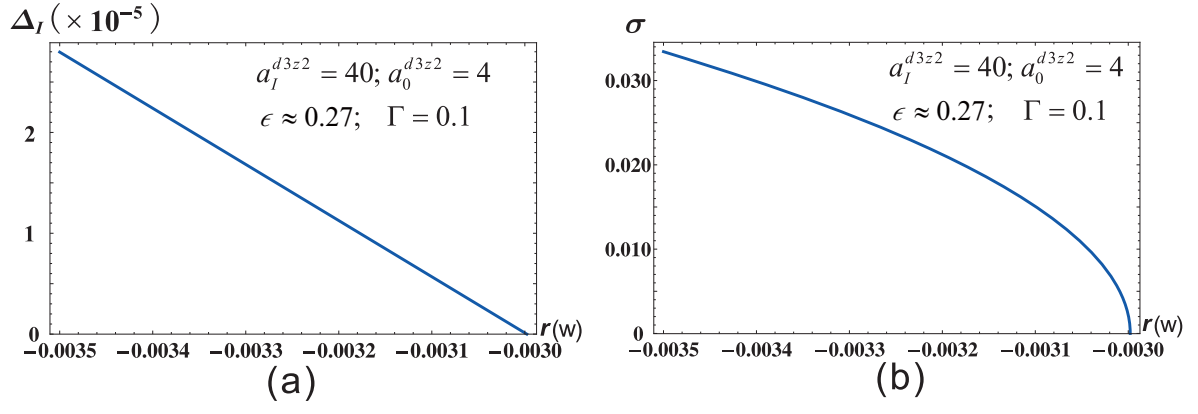 Δ_I (× 10⁻⁵)
a_I^{d3z2} = 40; a_0^{d3z2} = 4
ϵ ≈ 0.27; Γ = 0.1
2
1
0
r(w)
−0.0035 −0.0034 −0.0033 −0.0032 −0.0031 −0.0030
(a)
σ
a_I^{d3z2} = 40; a_0^{d3z2} = 4
ϵ ≈ 0.27; Γ = 0.1
0.030
0.020
0.010
0
r(w)
−0.0035 −0.0034 −0.0033 −0.0032 −0.0031 −0.0030
(b)